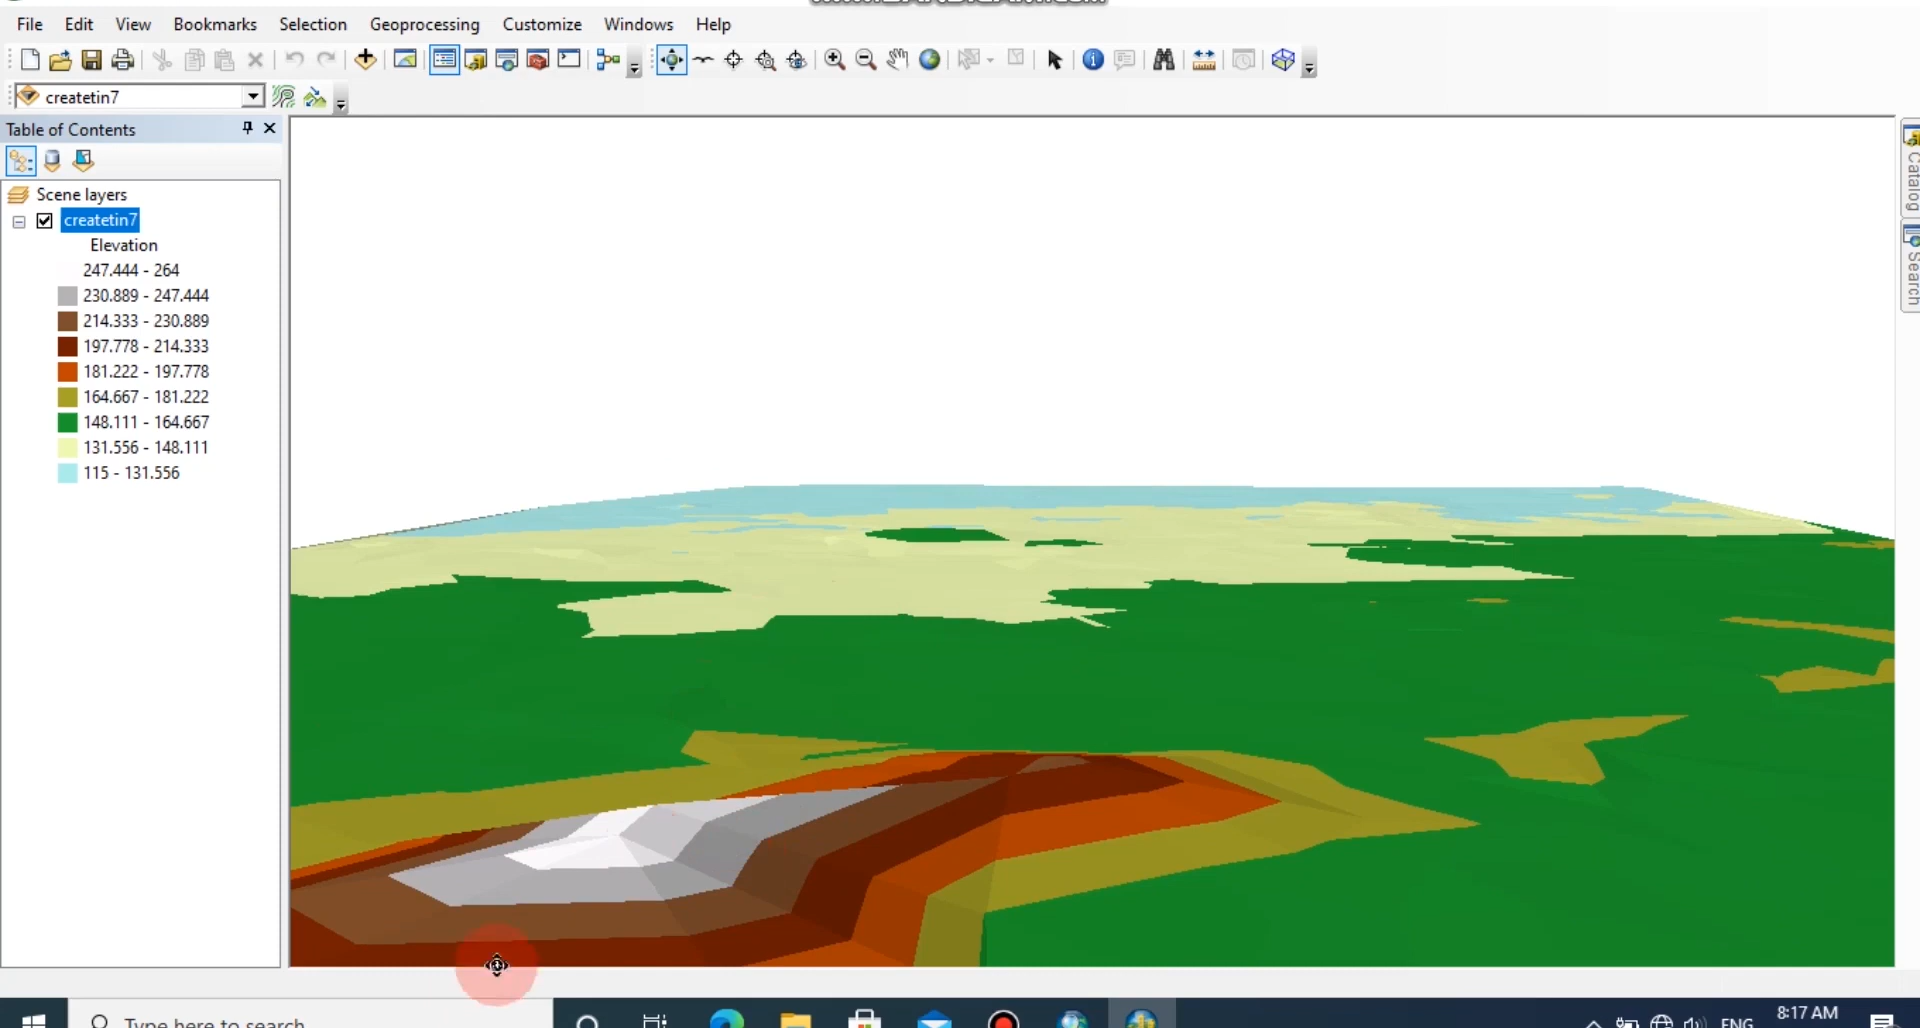 File Edit View Bookmarks Selection Geoprocessing Customize Windows Help
createtin7
Table of Contents
Scene layers
createtin7
Elevation
247.444 - 264
230.889 - 247.444
214.333 - 230.889
197.778 - 214.333
181.222 - 197.778
164.667 - 181.222
148.111 - 164.667
131.556 - 148.111
115 - 131.556
Catalog
Search
Type here to search
ENG
8:17 AM